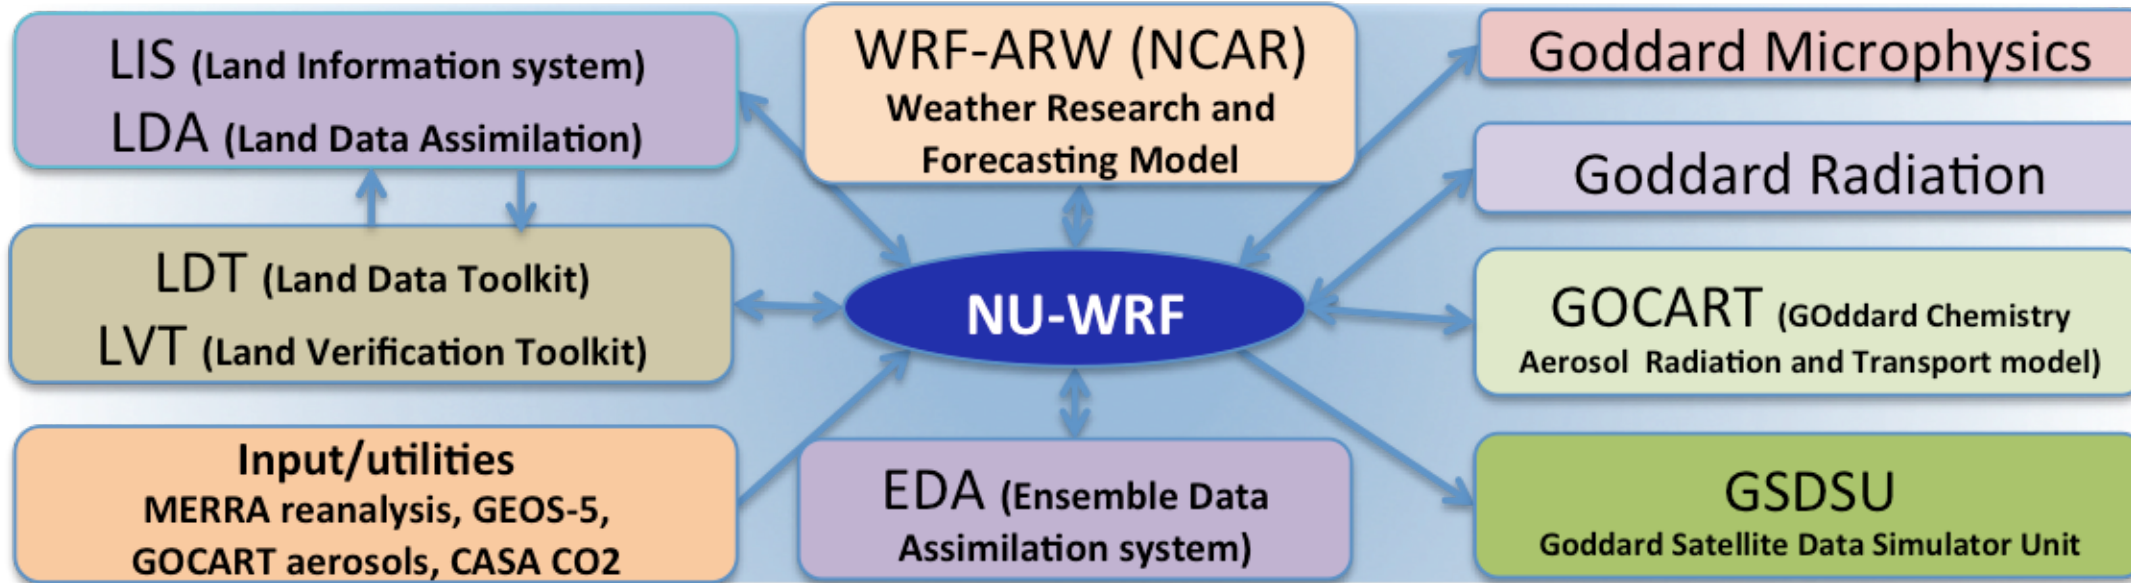 LIS (Land Information system)
LDA (Land Data Assimilation)
LDT (Land Data Toolkit)
LVT (Land Verification Toolkit)
Input/utilities
MERRA reanalysis, GEOS-5,
GOCART aerosols, CASA CO2
WRF-ARW (NCAR)
Weather Research and
Forecasting Model
NU-WRF
EDA (Ensemble Data
Assimilation system)
Goddard Microphysics
Goddard Radiation
GOCART (GOddard Chemistry
Aerosol Radiation and Transport model)
GSDSU
Goddard Satellite Data Simulator Unit